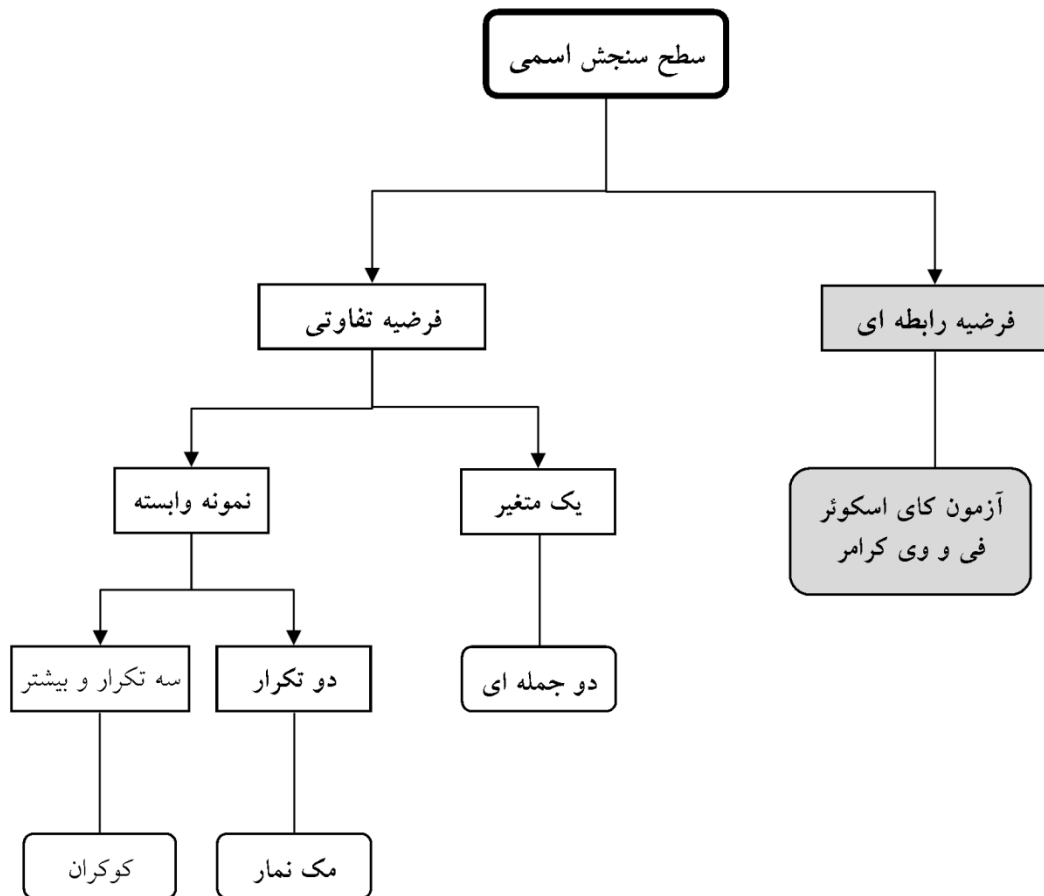 سطح سنجش اسمی
فرضیه رابطه ای
فرضیه تفاوتی
آزمون کای اسکوئر
فی و وی کرامر
یک متغیر
نمونه وابسته
دو جمله ای
دو تکرار
سه تکرار و بیشتر
مک نمار
کوکران